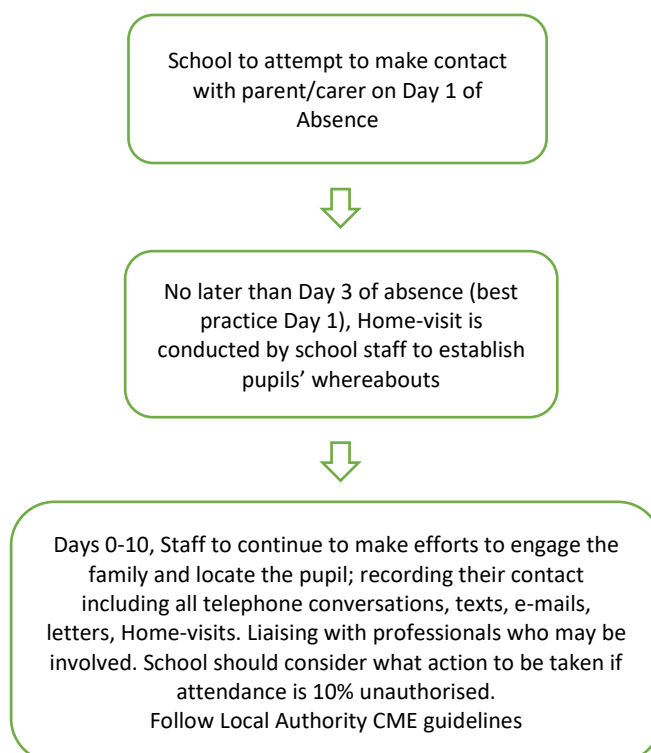 School to attempt to make contact
with parent/carer on Day 1 of
Absence
No later than Day 3 of absence (best
practice Day 1), Home-visit is
conducted by school staff to establish
pupils’ whereabouts
Days 0-10, Staff to continue to make efforts to engage the
family and locate the pupil; recording their contact
including all telephone conversations, texts, e-mails,
letters, Home-visits. Liaising with professionals who may be
involved. School should consider what action to be taken if
attendance is 10% unauthorised.
Follow Local Authority CME guidelines